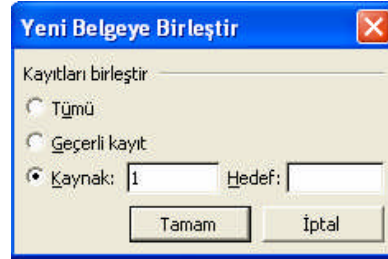 Yeni Belgeye Birleştir
Kayıtları birleştir
Tümü
Geçerli kayıt
Kaynak: 1 Hedef:
Tamam İptal